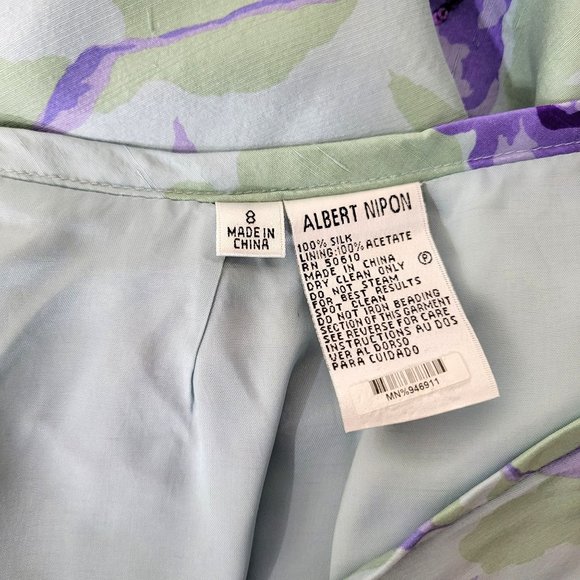 8
MADE IN
CHINA
ALBERT NIPON
100% SILK
LINING:100% ACETATE
RN 50610
MADE IN CHINA
DRY CLEAN ONLY
DO NOT STEAM
FOR BEST RESULTS
SPOT CLEAN
DO NOT IRON BEADING
SECTION OF THIS GARMENT
SEE REVERSE FOR CARE
INSTRUCTIONS AU DOS
VER AL DORSO
PARA CUIDADO
P
MN%946911